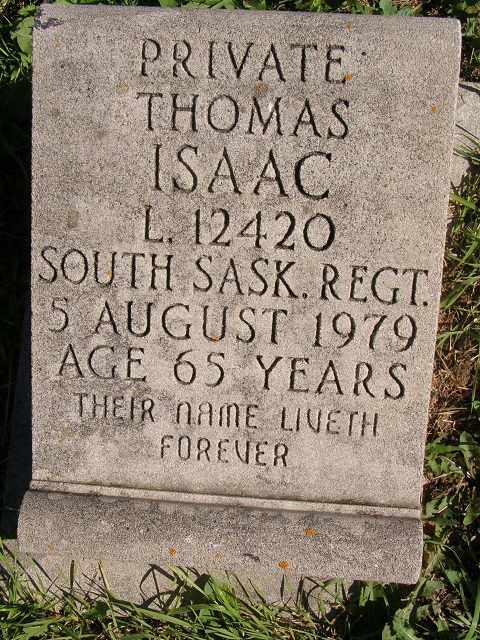 PRIVATE
THOMAS
ISAAC
L. 12420
SOUTH SASK. REGT.
5 AUGUST 1979
AGE 65 YEARS
THEIR NAME LIVETH
FOREVER